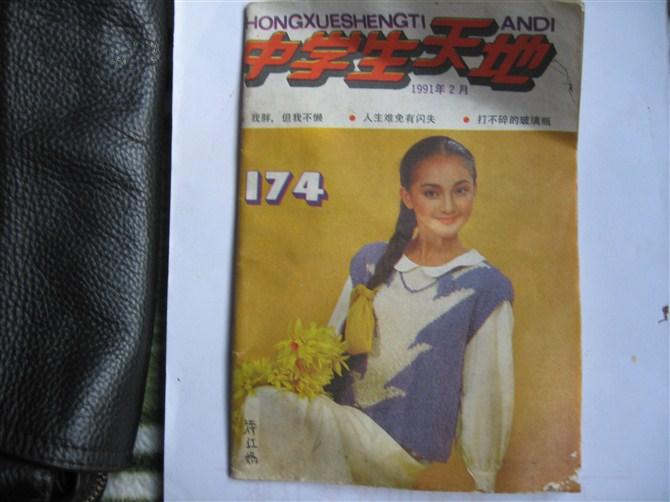 HONGXUESHENGTI ANDI
中学生天地
1991年2月
我胖,但我不懒 ● 人生难免有闪失 ● 打不碎的玻璃瓶
174